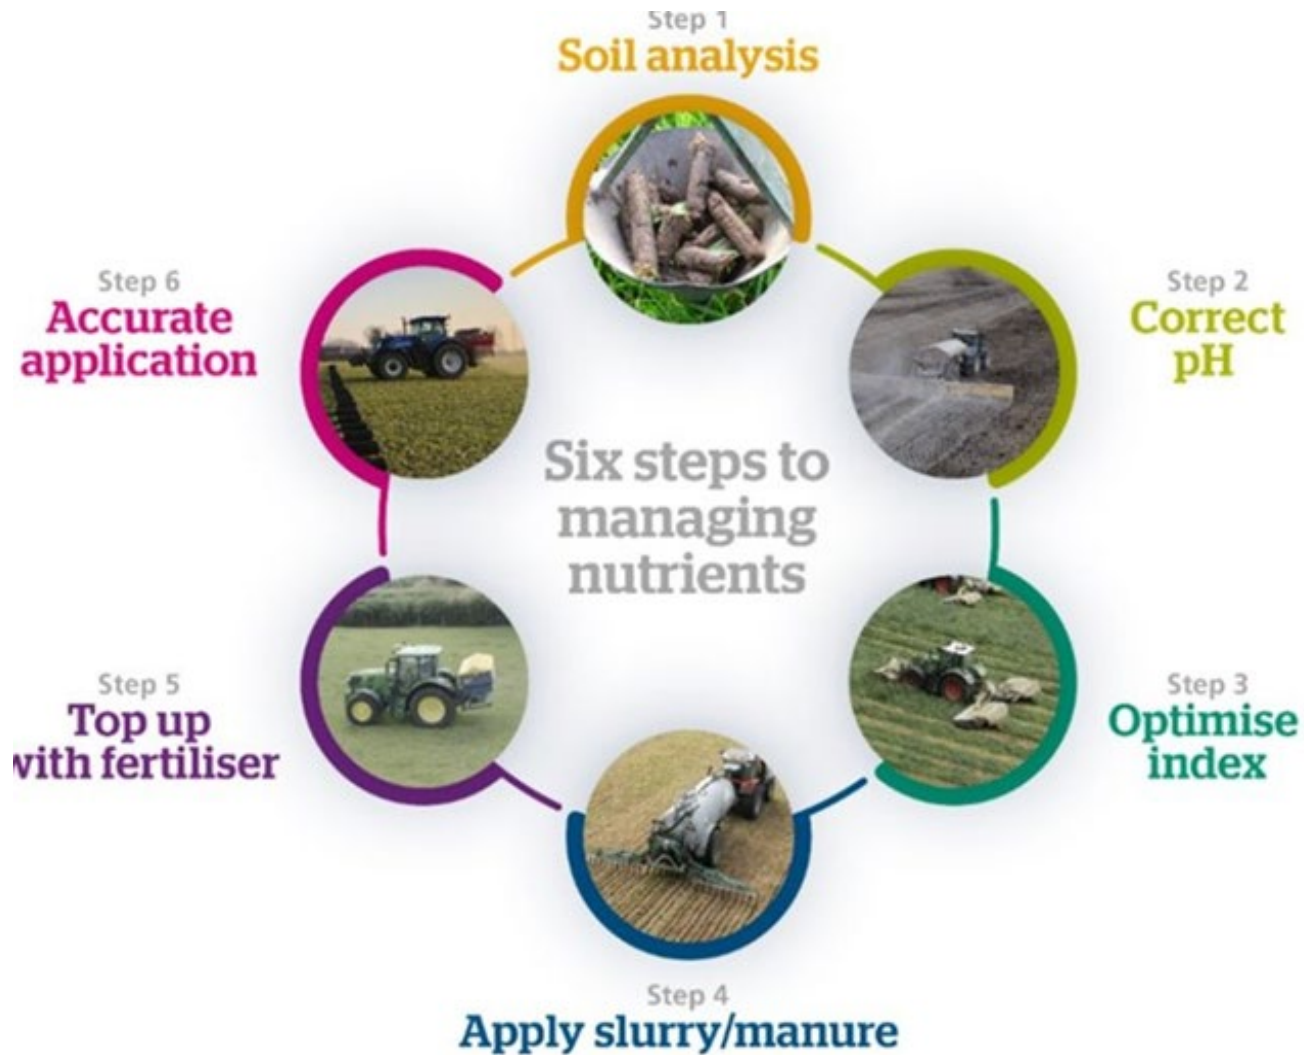 Step 1
Soil analysis
Step 2
Correct
pH
Step 3
Optimise
index
Step 4
Apply slurry/manure
Step 5
Top up
with fertiliser
Step 6
Accurate
application
Six steps to
managing
nutrients